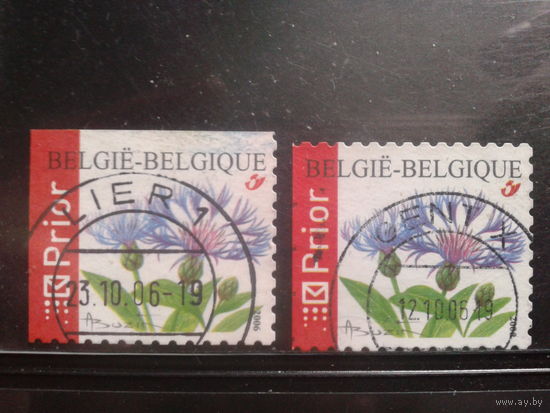 BELGIË-BELGIQUE
Prior
LIER 1
23.10.06-19
2006
BELGIË-BELGIQUE
Prior
GENT 1
12.10.06-19
2006
www.ay.by